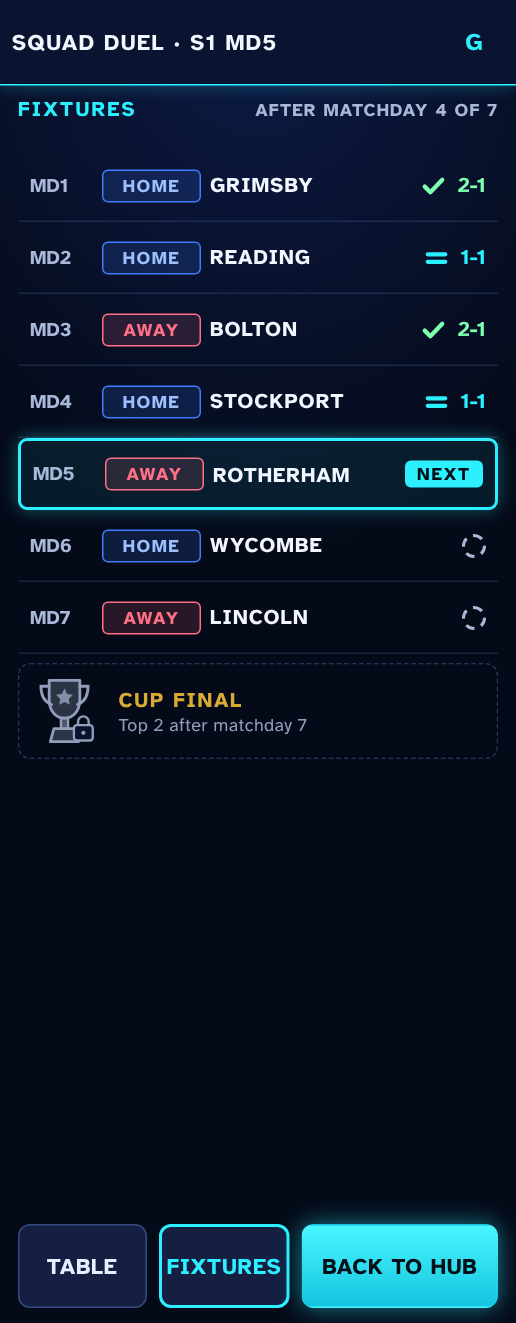 SQUAD DUEL · S1 MD5 G
FIXTURES AFTER MATCHDAY 4 OF 7
MD1 HOME GRIMSBY 2-1
MD2 HOME READING 1-1
MD3 AWAY BOLTON 2-1
MD4 HOME STOCKPORT 1-1
MD5 AWAY ROTHERHAM NEXT
MD6 HOME WYCOMBE
MD7 AWAY LINCOLN
CUP FINAL
Top 2 after matchday 7
TABLE FIXTURES BACK TO HUB